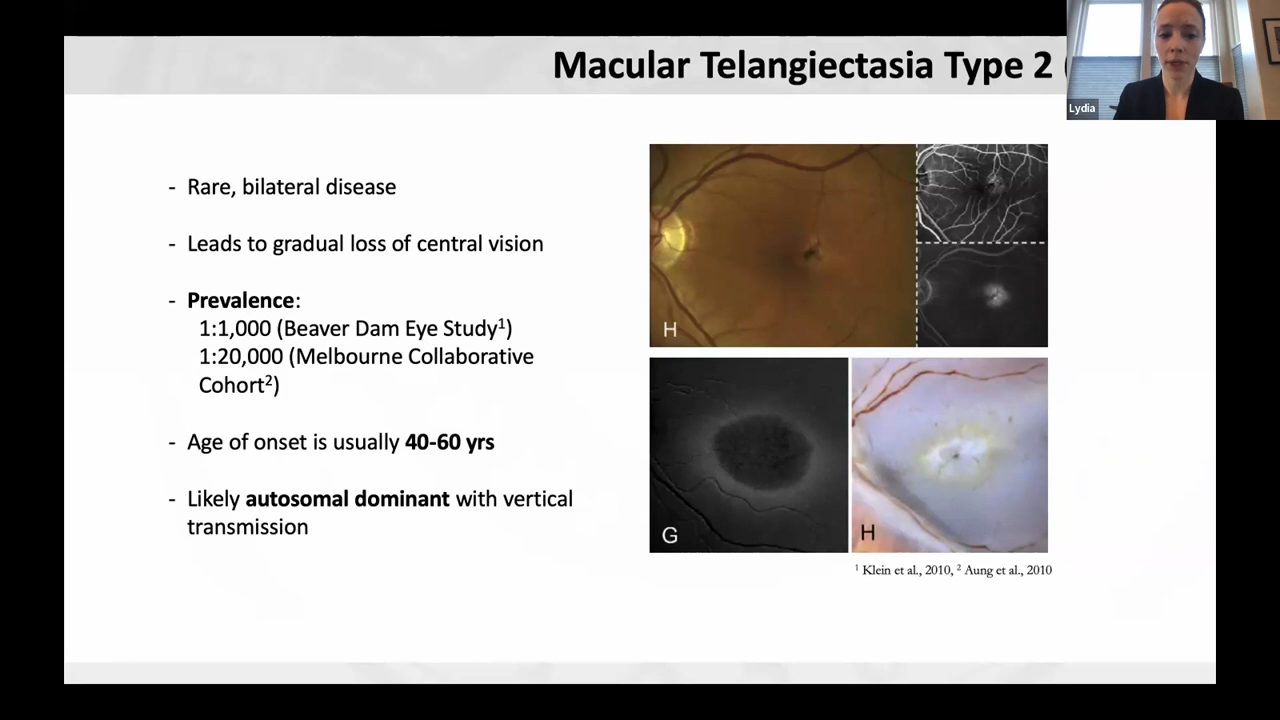 Macular Telangiectasia Type 2 (
Lydia
- Rare, bilateral disease
- Leads to gradual loss of central vision
- Prevalence:
1:1,000 (Beaver Dam Eye Study¹)
1:20,000 (Melbourne Collaborative
Cohort²)
- Age of onset is usually 40-60 yrs
- Likely autosomal dominant with vertical
transmission
H
G
H
¹ Klein et al., 2010, ² Aung et al., 2010